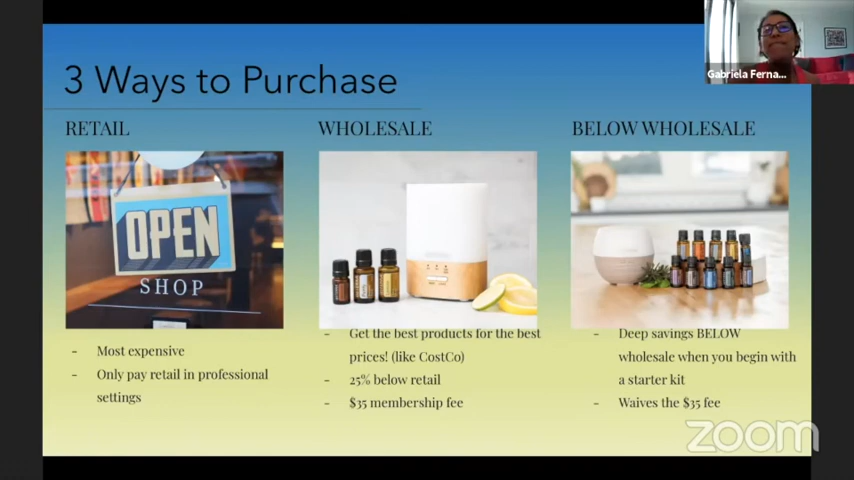 Gabriela Ferna...
3 Ways to Purchase
RETAIL
WHOLESALE
BELOW WHOLESALE
OPEN
SHOP
- Most expensive
- Only pay retail in professional
settings
- Get the best products for the best
prices! (like CostCo)
- 25% below retail
- $35 membership fee
- Deep savings BELOW
wholesale when you begin with
a starter kit
- Waives the $35 fee
zoom